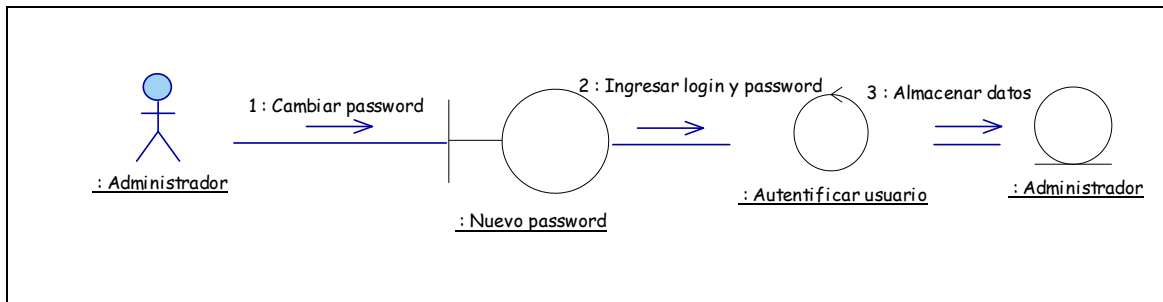 1 : Cambiar password
2 : Ingresar login y password
3 : Almacenar datos
: Administrador
: Nuevo password
: Autentificar usuario
: Administrador